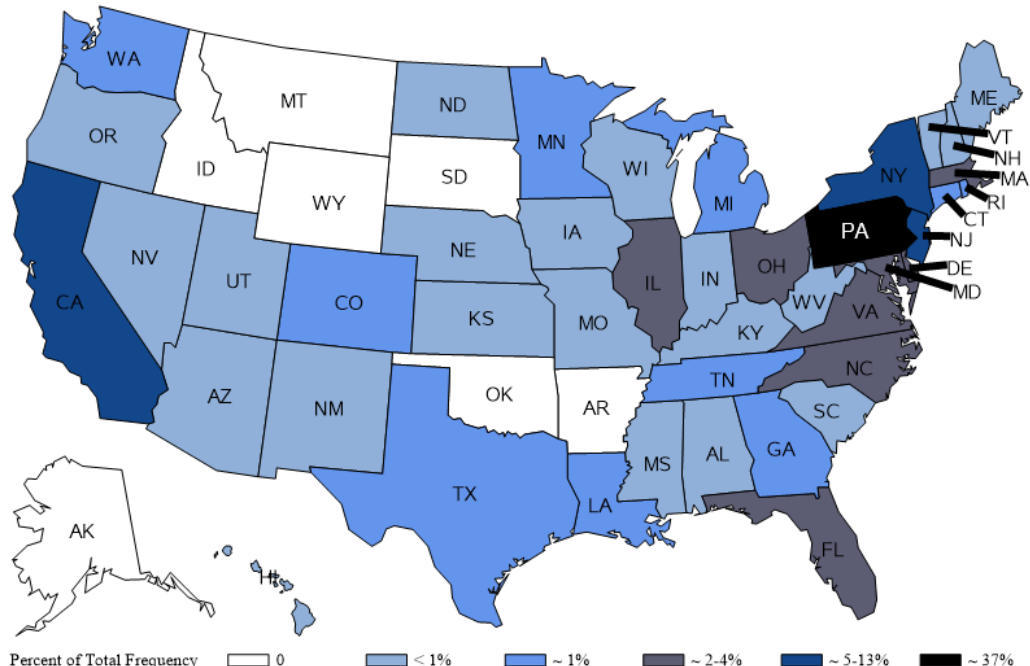 WA
MT
ND
MN
ME
OR
ID
SD
WI
MI
NY
VT
NH
MA
RI
CT
WY
NE
IA
PA
NJ
NV
UT
CO
IL
IN
OH
DE
MD
CA
KS
MO
WV
VA
KY
NC
AZ
NM
OK
AR
TN
SC
MS
AL
GA
TX
LA
AK
HI
FL
Percent of Total Frequency 0 < 1% ~ 1% ~ 2-4% ~ 5-13% ~ 37%